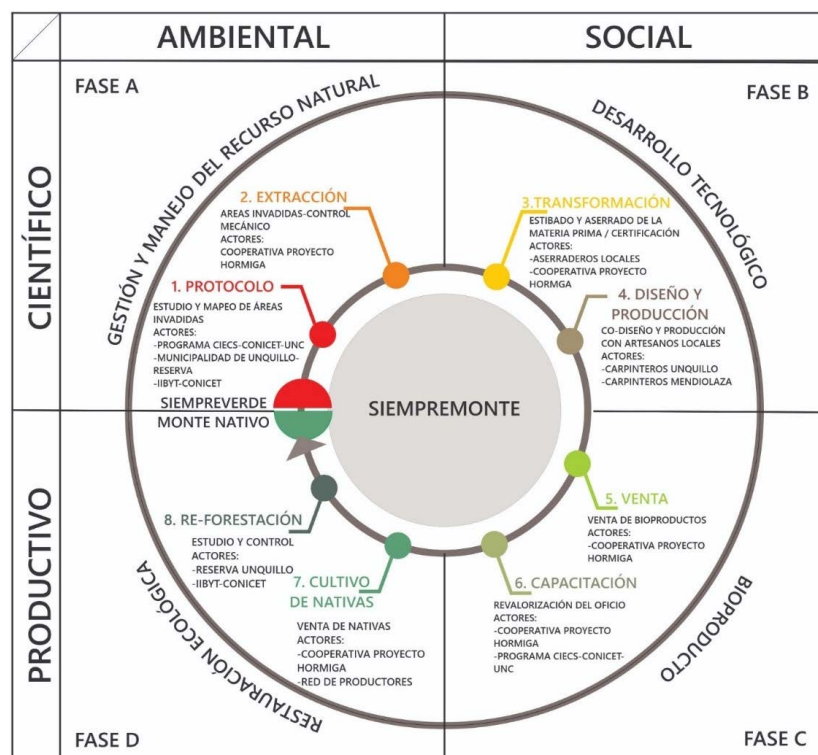 AMBIENTAL
SOCIAL
CIENTÍFICO
PRODUCTIVO
FASE A
GESTIÓN Y MANEJO DEL RECURSO NATURAL
1. PROTOCOLO
ESTUDIO Y MAPEO DE ÁREAS
INVADIDAS
ACTORES:
-PROGRAMA CIECS-CONICET-UNC
-MUNICIPALIDAD DE UNQUILLO-
RESERVA
-IIBYT-CONICET
2. EXTRACCIÓN
AREAS INVADIDAS-CONTROL
MECÁNICO
ACTORES:
COOPERATIVA PROYECTO
HORMIGA
FASE B
DESARROLLO TECNOLÓGICO
3.TRANSFORMACIÓN
ESTIBADO Y ASERRADO DE LA
MATERIA PRIMA / CERTIFICACIÓN
ACTORES:
-ASERRADEROS LOCALES
-COOPERATIVA PROYECTO
HORMGA
4. DISEÑO Y
PRODUCCIÓN
CO-DISEÑO Y PRODUCCIÓN
CON ARTESANOS LOCALES
ACTORES:
-CARPINTEROS UNQUILLO
-CARPINTEROS MENDIOLAZA
SIEMPREVERDE
MONTE NATIVO
SIEMPREMONTE
5. VENTA
VENTA DE BIOPRODUCTOS
ACTORES:
-COOPERATIVA PROYECTO
HORMIGA
6. CAPACITACIÓN
REVALORIZACIÓN DEL OFICIO
ACTORES:
-COOPERATIVA PROYECTO
HORMIGA
-PROGRAMA CIECS-CONICET-
UNC
BIOPRODUCTO
FASE C
7. CULTIVO
DE NATIVAS
VENTA DE NATIVAS
ACTORES:
-COOPERATIVA PROYECTO
HORMIGA
-RED DE PRODUCTORES
8. RE-FORESTACIÓN
ESTUDIO Y CONTROL
ACTORES:
-RESERVA UNQUILLO
-IIBYT-CONICET
RESTAURACIÓN ECOLÓGICA
FASE D